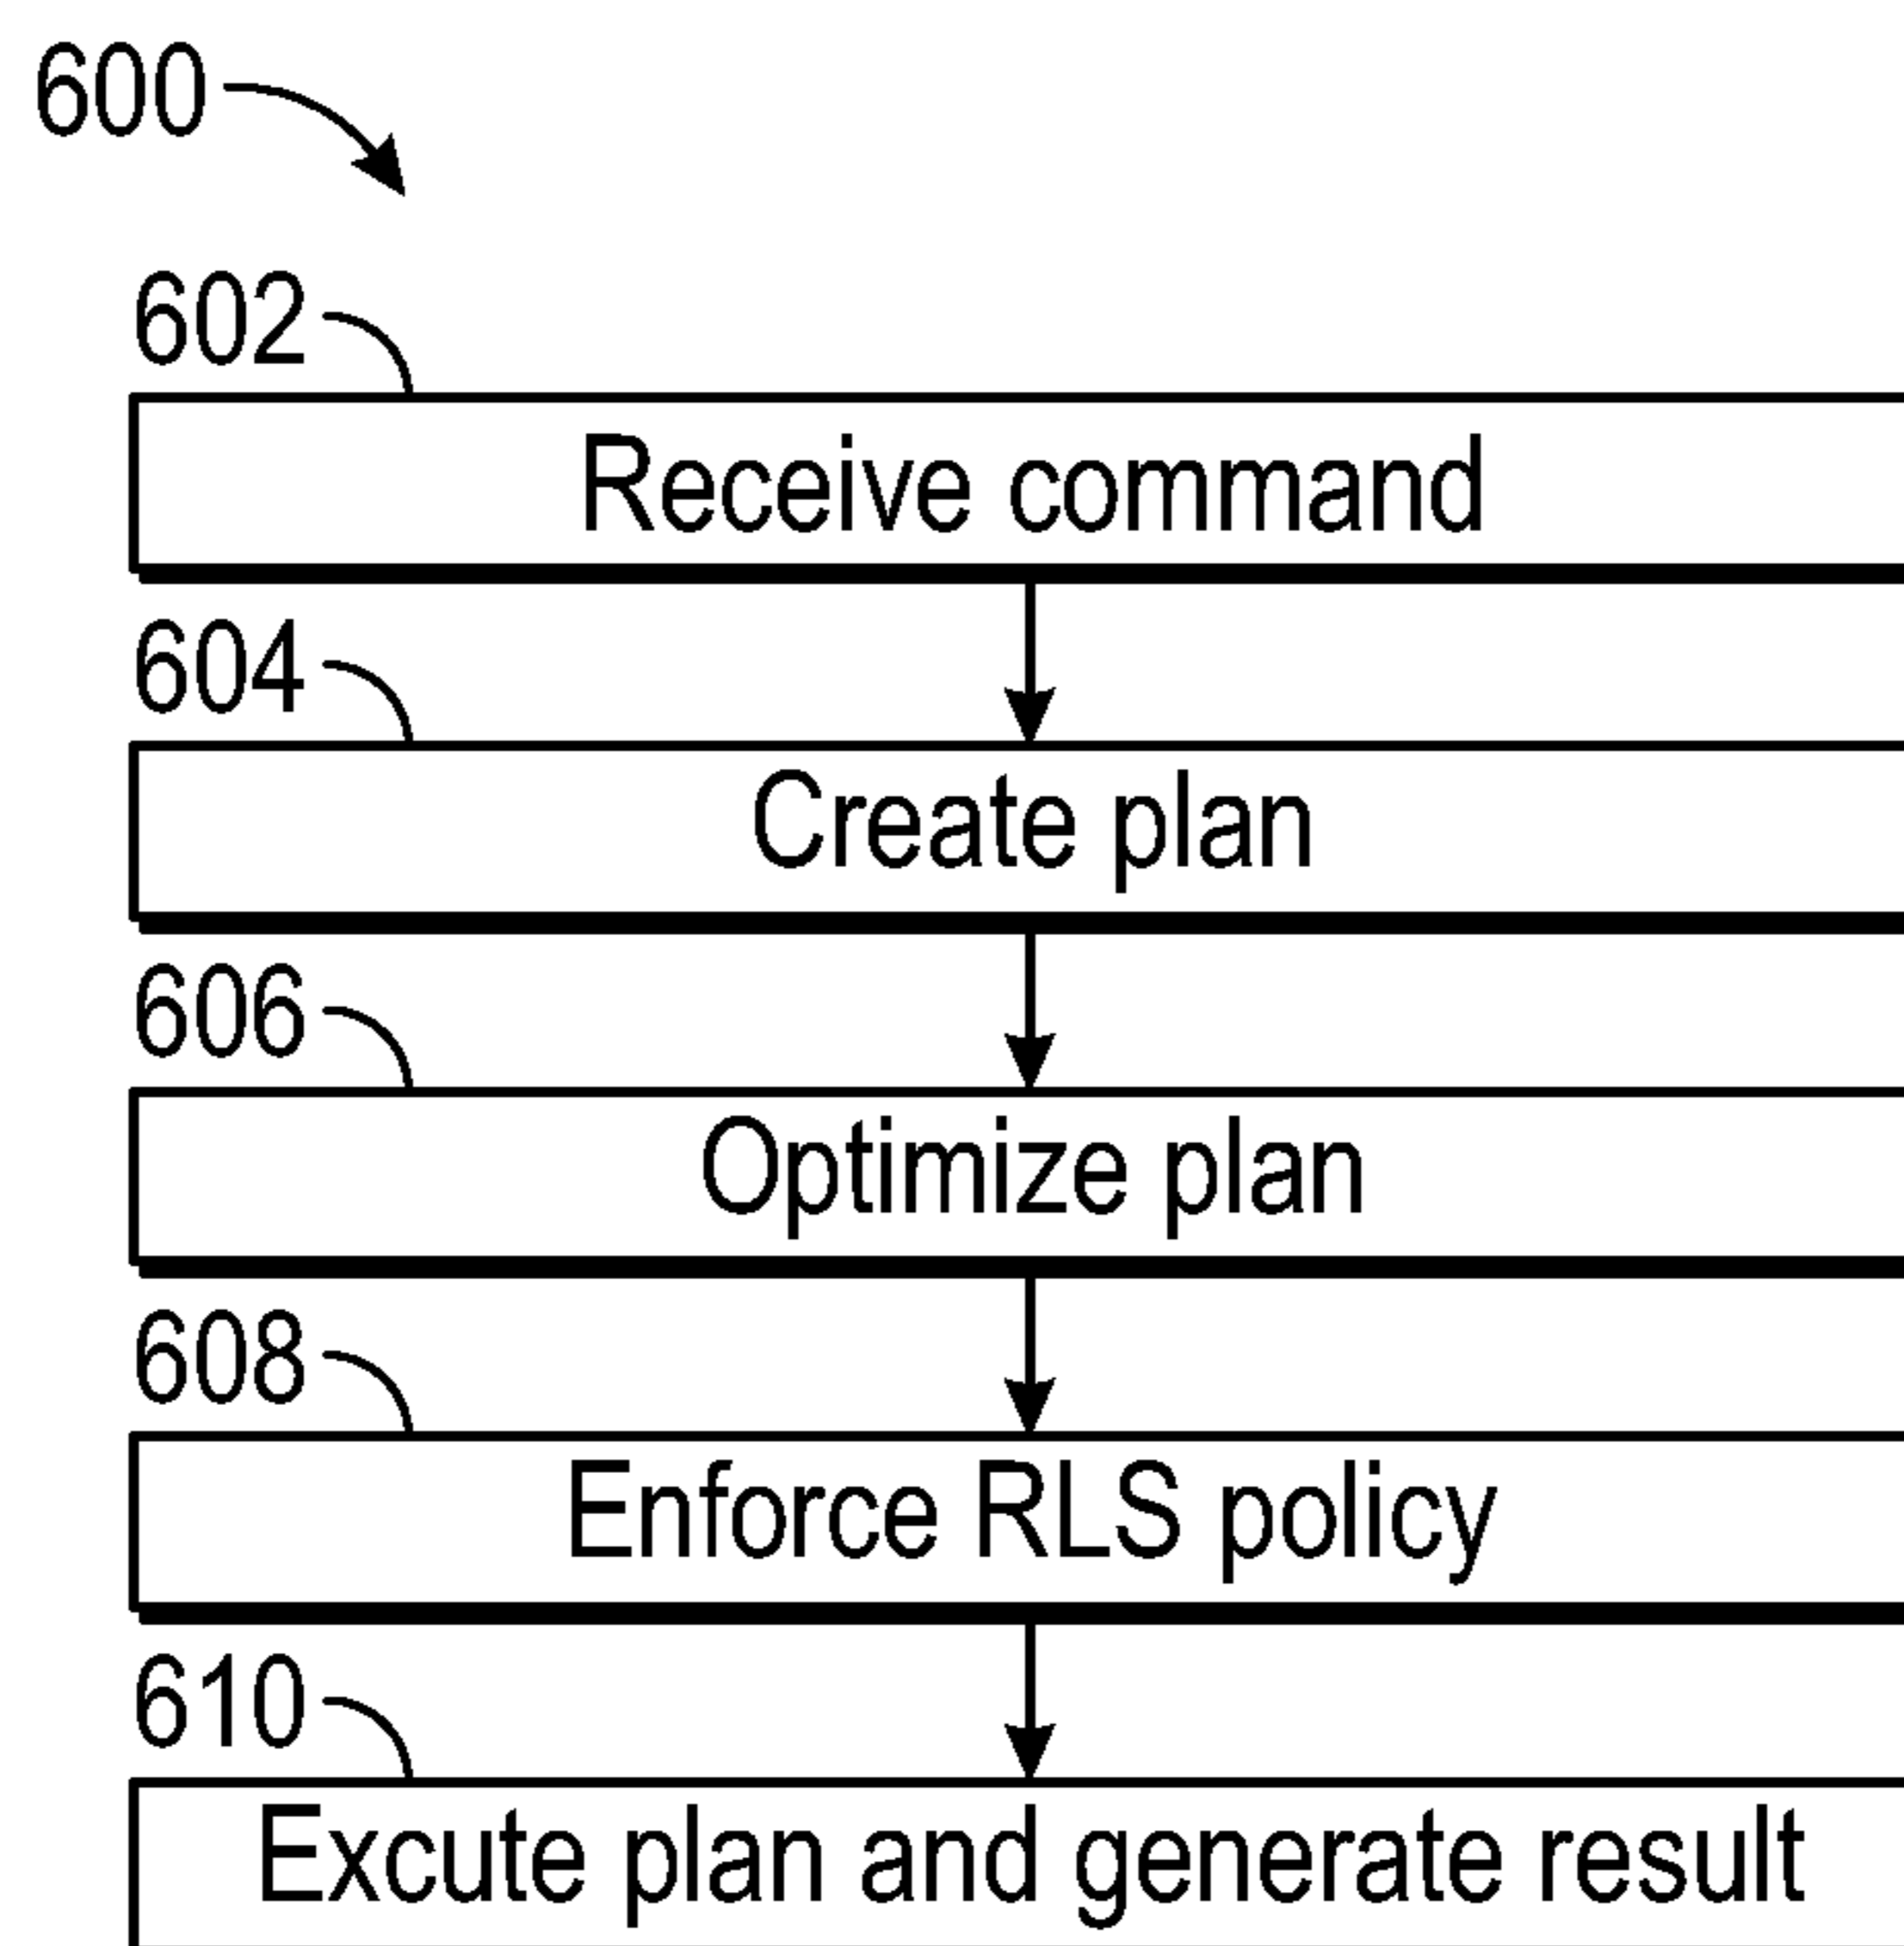 600
602
Receive command
604
Create plan
606
Optimize plan
608
Enforce RLS policy
610
Excute plan and generate result